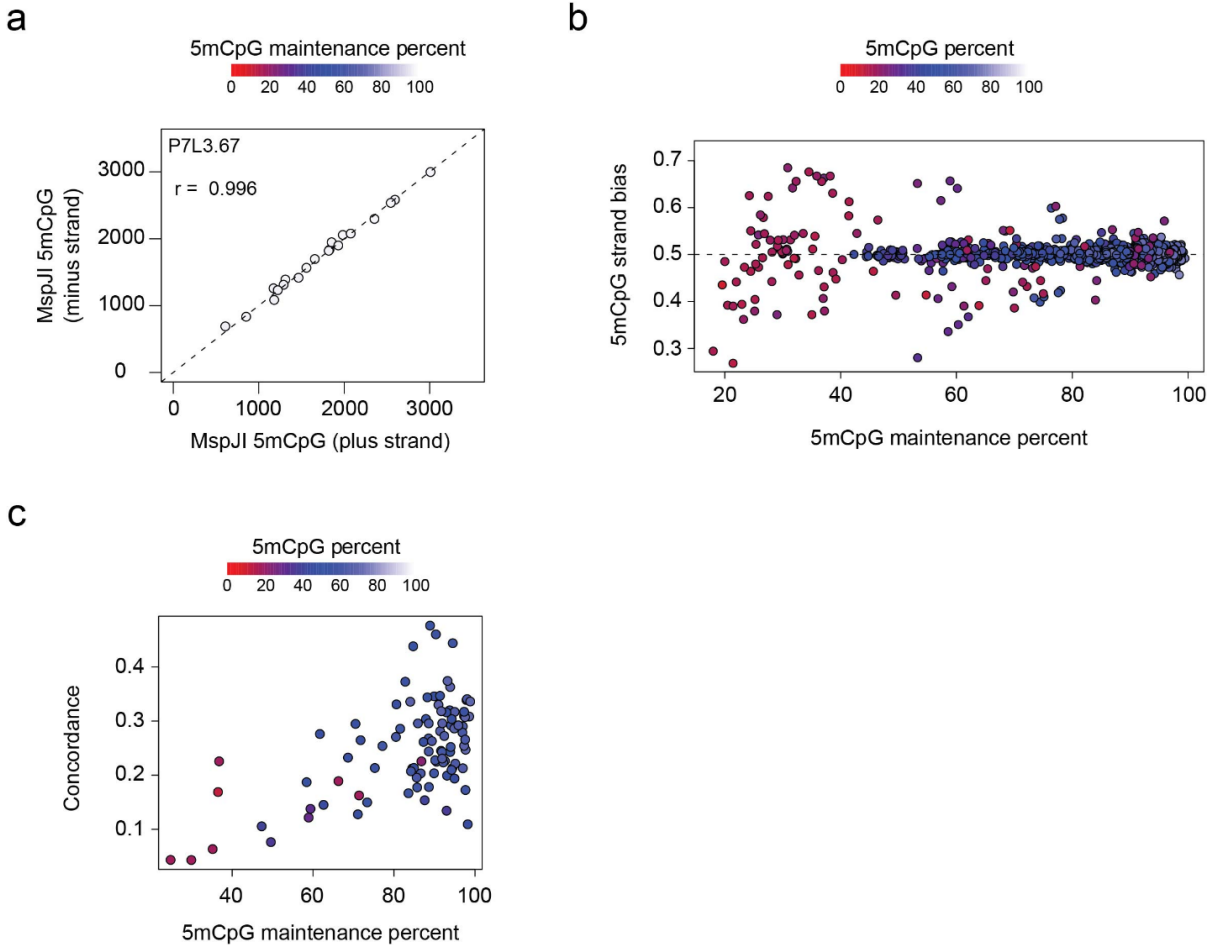 a
5mCpG maintenance percent
0 20 40 60 80 100
P7L3.67
r = 0.996
MspJI 5mCpG
(minus strand)
3000
2000
1000
0
0 1000 2000 3000
MspJI 5mCpG (plus strand)
b
5mCpG percent
0 20 40 60 80 100
5mCpG strand bias
0.7
0.6
0.5
0.4
0.3
20 40 60 80 100
5mCpG maintenance percent
c
5mCpG percent
0 20 40 60 80 100
Concordance
0.4
0.3
0.2
0.1
40 60 80 100
5mCpG maintenance percent